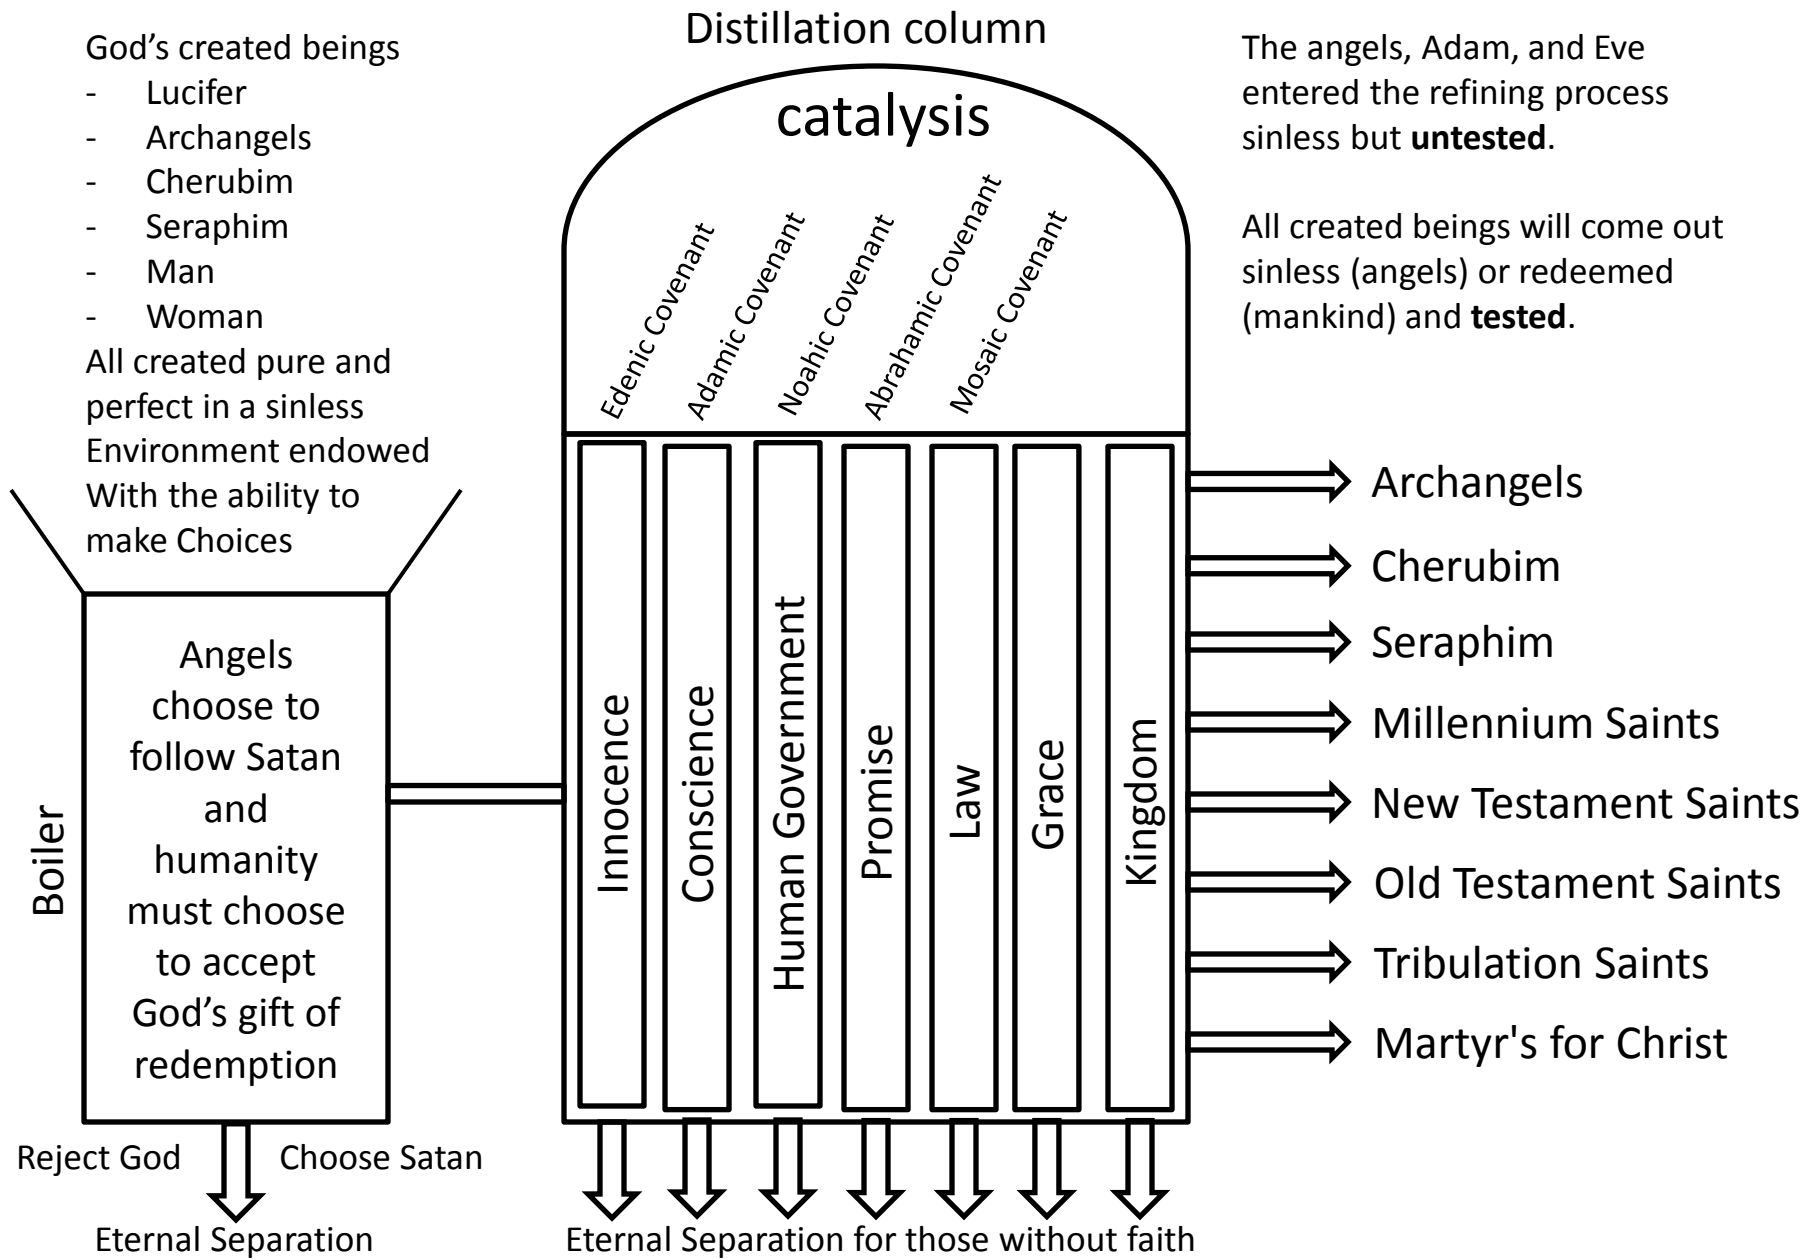 God's created beings
- Lucifer
- Archangels
- Cherubim
- Seraphim
- Man
- Woman
All created pure and
perfect in a sinless
Environment endowed
With the ability to
make Choices
Boiler
Angels
choose to
follow Satan
and
humanity
must choose
to accept
God's gift of
redemption
Reject God
Choose Satan
Eternal Separation
Distillation column
catalysis
Edenic Covenant
Adamic Covenant
Noahic Covenant
Abrahamic Covenant
Mosaic Covenant
Innocence
Conscience
Human Government
Promise
Law
Grace
Kingdom
Eternal Separation for those without faith
The angels, Adam, and Eve
entered the refining process
sinless but untested.
All created beings will come out
sinless (angels) or redeemed
(mankind) and tested.
Archangels
Cherubim
Seraphim
Millennium Saints
New Testament Saints
Old Testament Saints
Tribulation Saints
Martyr's for Christ